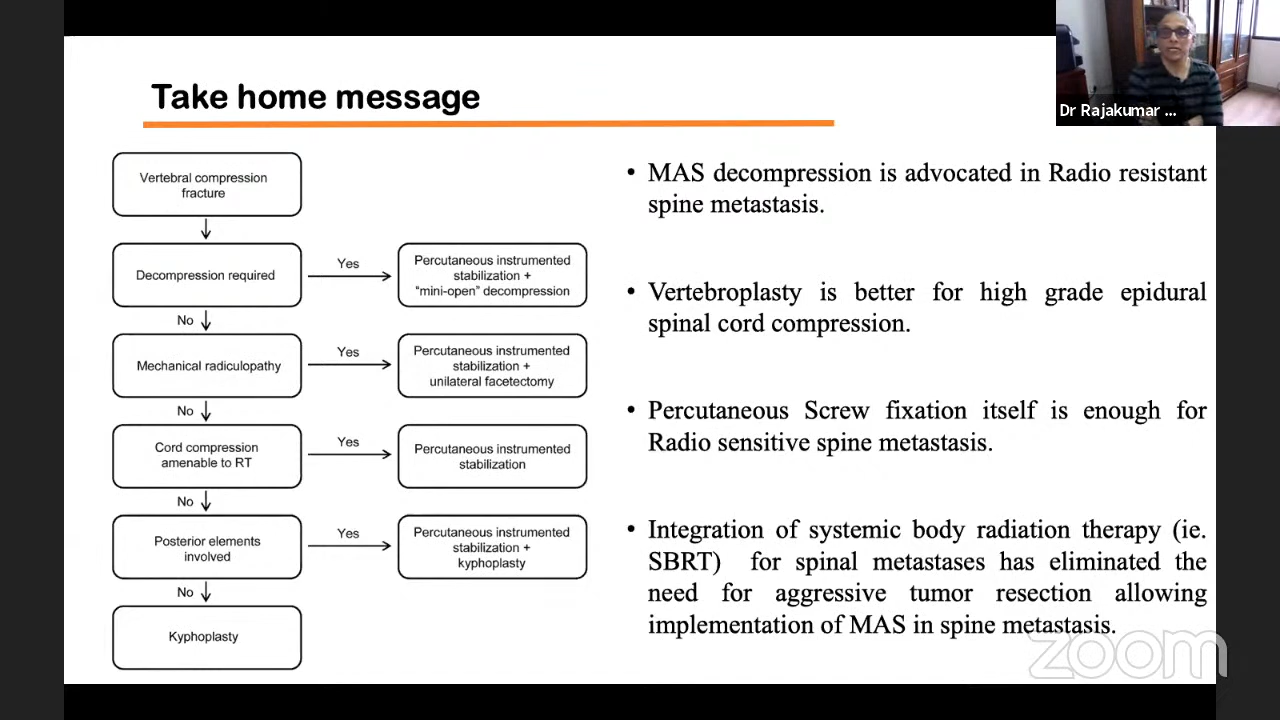 Dr Rajakumar ...
Take home message
Vertebral compression
fracture
Decompression required
Yes
Percutaneous instrumented
stabilization +
"mini-open" decompression
No
Mechanical radiculopathy
Yes
Percutaneous instrumented
stabilization +
unilateral facetectomy
No
Cord compression
amenable to RT
Yes
Percutaneous instrumented
stabilization
No
Posterior elements
involved
Yes
Percutaneous instrumented
stabilization +
kyphoplasty
No
Kyphoplasty
• MAS decompression is advocated in Radio resistant
spine metastasis.
• Vertebroplasty is better for high grade epidural
spinal cord compression.
• Percutaneous Screw fixation itself is enough for
Radio sensitive spine metastasis.
• Integration of systemic body radiation therapy (ie.
SBRT) for spinal metastases has eliminated the
need for aggressive tumor resection allowing
implementation of MAS in spine metastasis.
zoom